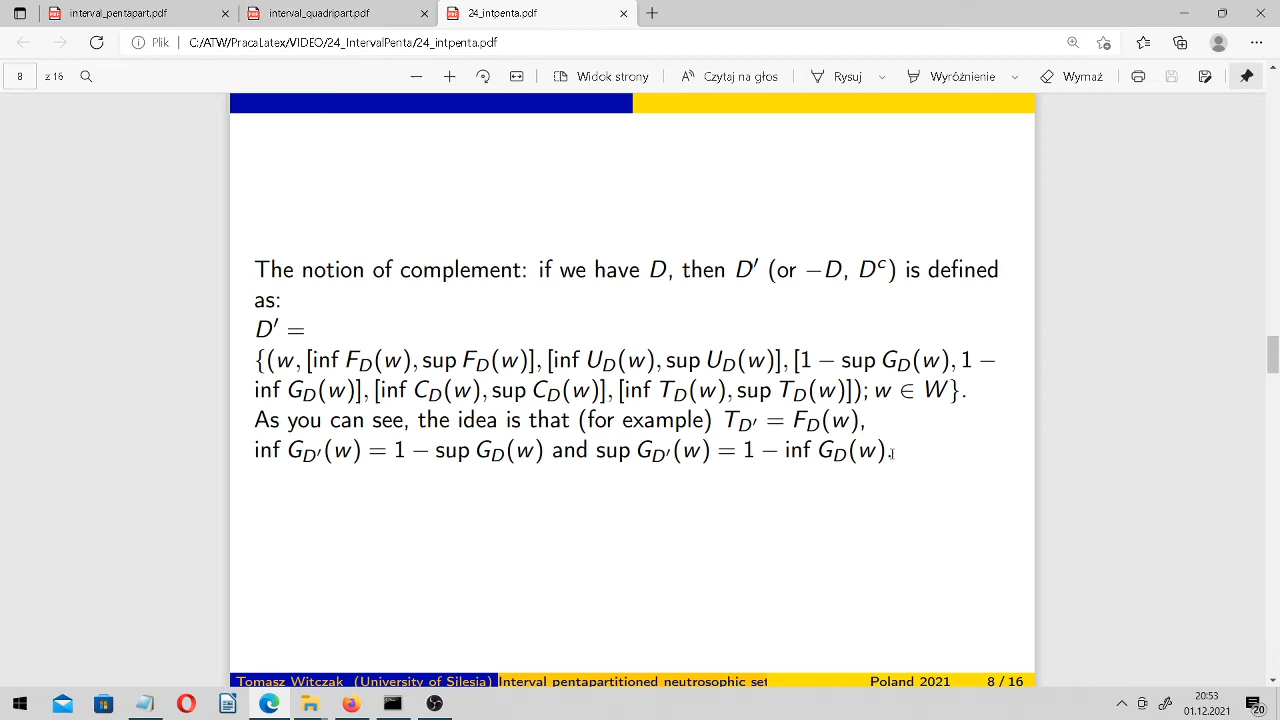 interval_pentapart.pdf
interval_quadripart.pdf
24_intpenta.pdf
Plik
C:/ATW/PracaLatex/VIDEO/24_IntervalPenta/24_intpenta.pdf
8 z 16 Widok strony Czytaj na głos Rysuj Wyróżnienie Wymaż
The notion of complement: if we have D, then D′ (or −D, Dᶜ) is defined
as:
D′ =
{(w, [inf F_D(w), sup F_D(w)], [inf U_D(w), sup U_D(w)], [1 − sup G_D(w), 1 −
inf G_D(w)], [inf C_D(w), sup C_D(w)], [inf T_D(w), sup T_D(w)]); w ∈ W}.
As you can see, the idea is that (for example) T_D′ = F_D(w),
inf G_D′(w) = 1 − sup G_D(w) and sup G_D′(w) = 1 − inf G_D(w).
Tomasz Witczak (University of Silesia) Interval pentapartitioned neutrosophic set Poland 2021 8 / 16
20:53
01.12.2021
20